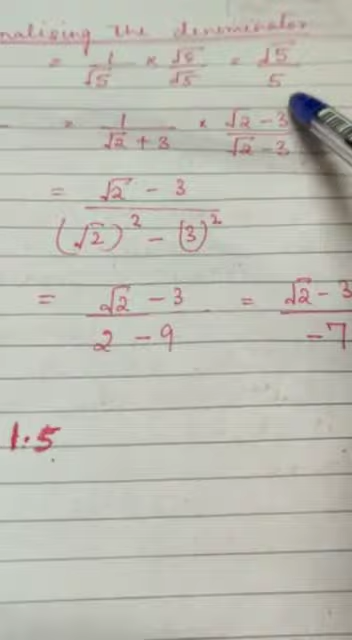 nalising the denominator
= 1/√5 × √5/√5 = √5/5
= 1/(√2 + 3) × (√2 - 3)/(√2 - 3)
= (√2 - 3)/((√2)² - (3)²)
= (√2 - 3)/(2 - 9) = (√2 - 3)/(-7)
1.5